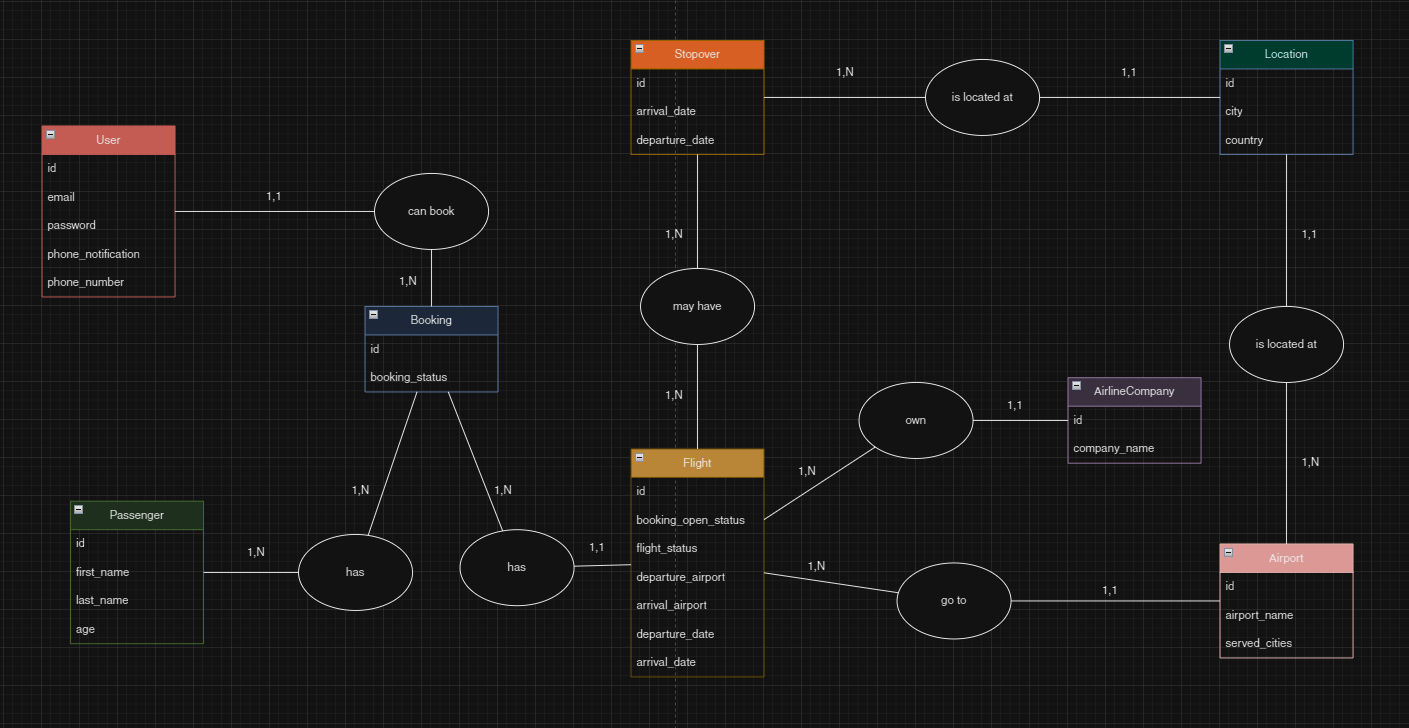 Stopover
id
arrival_date
departure_date
1,N
is located at
1,1
Location
id
city
country
User
id
email
password
phone_notification
phone_number
1,1
can book
1,N
Booking
id
booking_status
1,N
may have
1,N
1,1
is located at
1,N
AirlineCompany
id
company_name
1,1
own
1,N
Flight
id
booking_open_status
flight_status
departure_airport
arrival_airport
departure_date
arrival_date
Passenger
id
first_name
last_name
age
1,N
has
1,N
1,N
has
1,1
1,N
go to
1,1
Airport
id
airport_name
served_cities